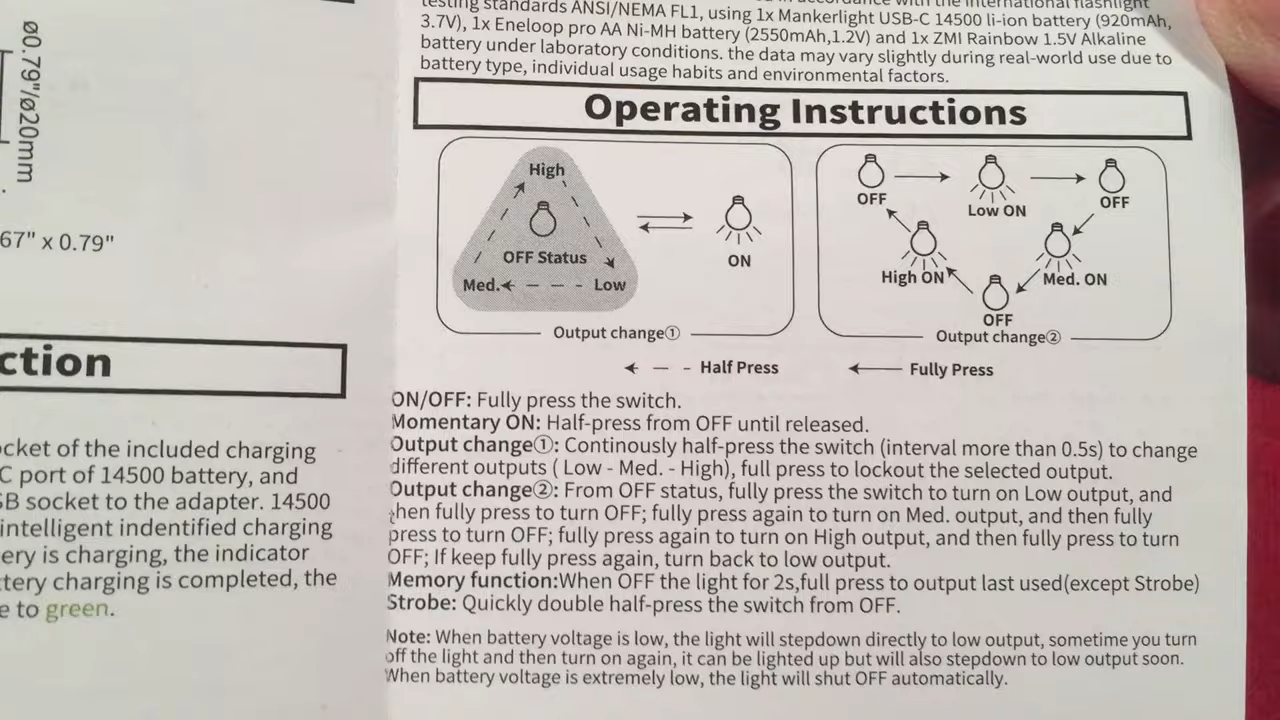 ø0.79"/ø20mm
67" x 0.79"
ction
ocket of the included charging
C port of 14500 battery, and
SB socket to the adapter. 14500
intelligent indentified charging
ery is charging, the indicator
ttery charging is completed, the
e to green.
testing standards ANSI/NEMA FL1, using 1x Mankerlight USB-C 14500 li-ion battery (920mAh,
3.7V), 1x Eneloop pro AA Ni-MH battery (2550mAh,1.2V) and 1x ZMI Rainbow 1.5V Alkaline
battery under laboratory conditions. the data may vary slightly during real-world use due to
battery type, individual usage habits and environmental factors.
Operating Instructions
High
OFF Status
Med.
Low
ON
Output change①
OFF
Low ON
OFF
High ON
Med. ON
OFF
Output change②
Half Press
Fully Press
ON/OFF: Fully press the switch.
Momentary ON: Half-press from OFF until released.
Output change①: Continously half-press the switch (interval more than 0.5s) to change
different outputs ( Low - Med. - High), full press to lockout the selected output.
Output change②: From OFF status, fully press the switch to turn on Low output, and
then fully press to turn OFF; fully press again to turn on Med. output, and then fully
press to turn OFF; fully press again to turn on High output, and then fully press to turn
OFF; If keep fully press again, turn back to low output.
Memory function:When OFF the light for 2s,full press to output last used(except Strobe)
Strobe: Quickly double half-press the switch from OFF.
Note: When battery voltage is low, the light will stepdown directly to low output, sometime you turn
off the light and then turn on again, it can be lighted up but will also stepdown to low output soon.
When battery voltage is extremely low, the light will shut OFF automatically.